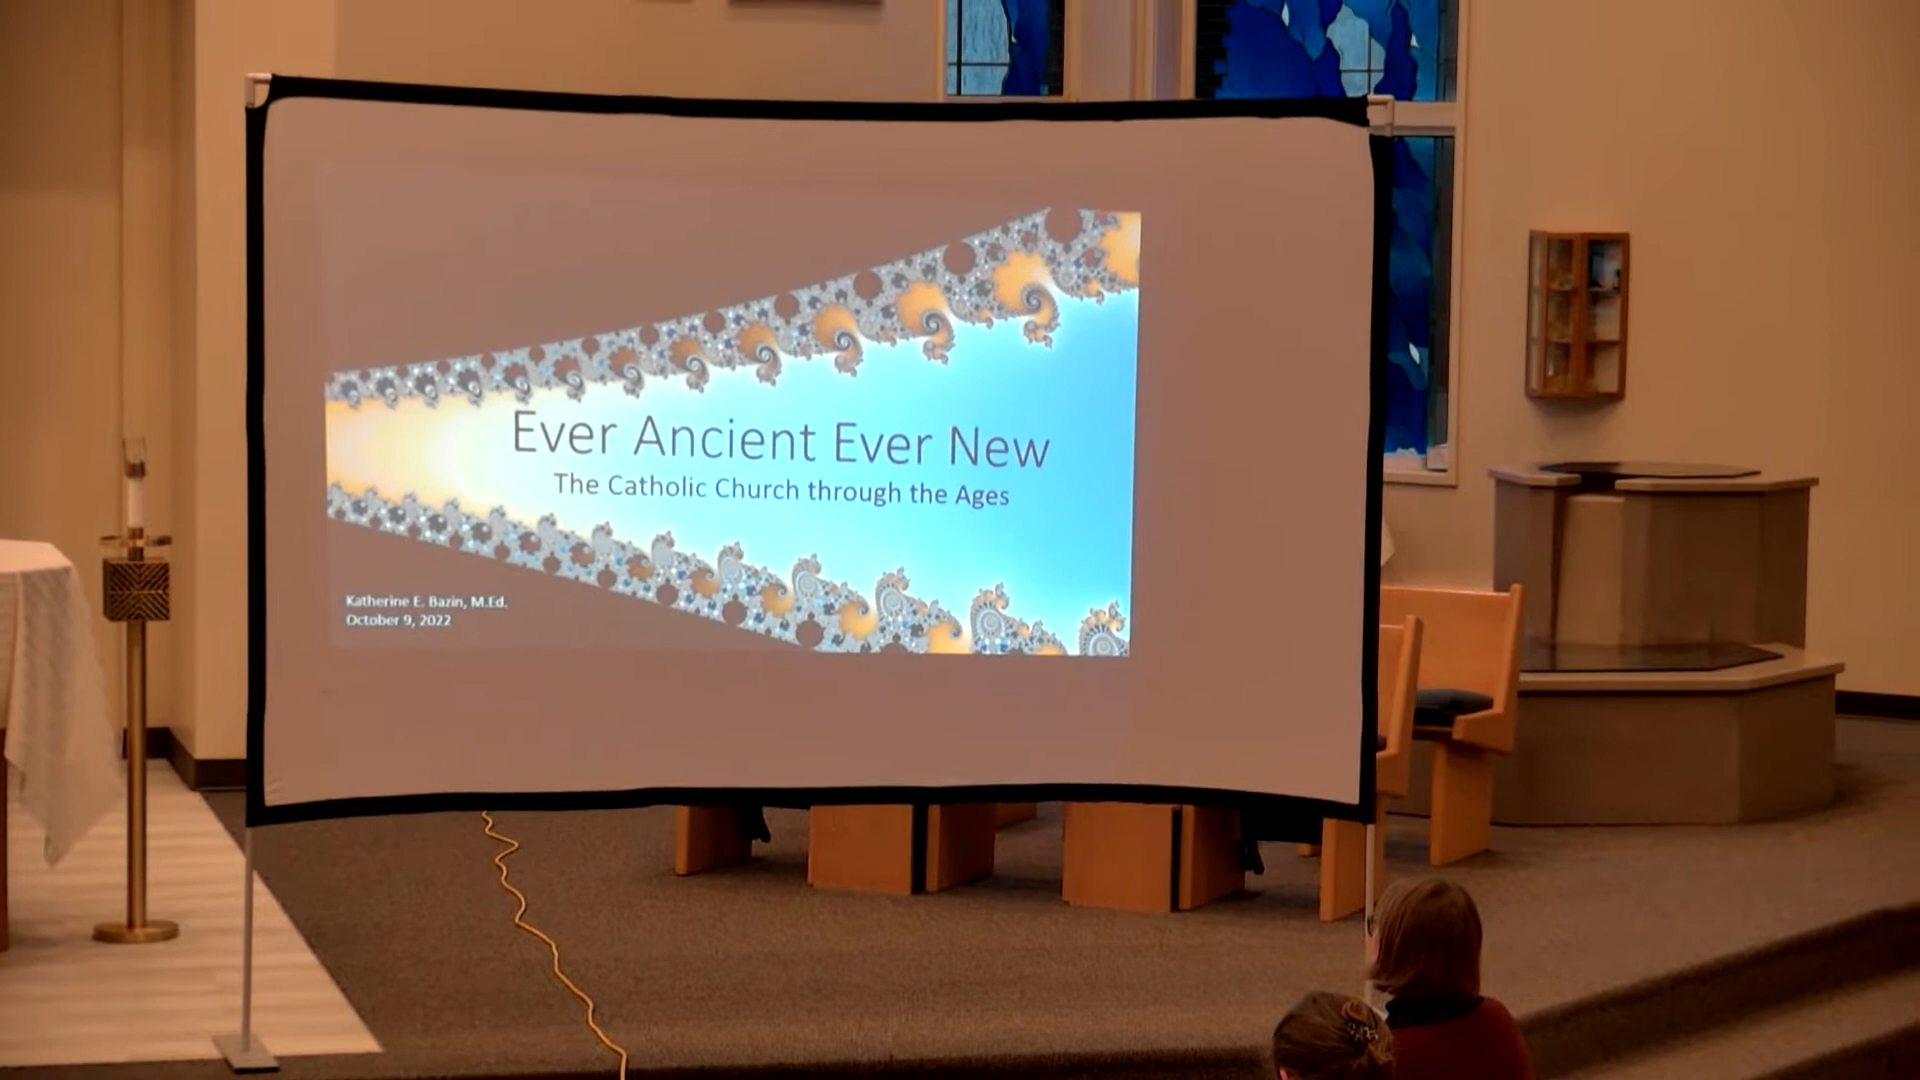 Ever Ancient Ever New
The Catholic Church through the Ages
Katherine E. Bazin, M.Ed.
October 9, 2022